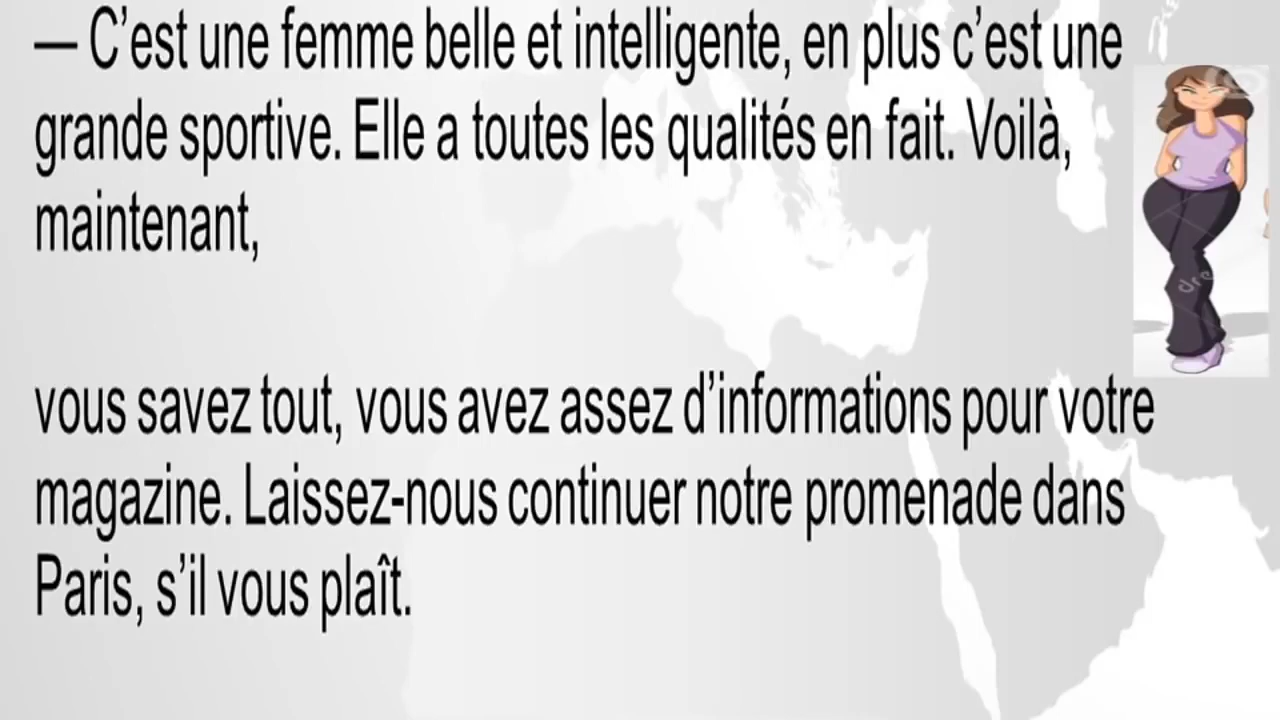 — C’est une femme belle et intelligente, en plus c’est une
grande sportive. Elle a toutes les qualités en fait. Voilà,
maintenant,
vous savez tout, vous avez assez d’informations pour votre
magazine. Laissez-nous continuer notre promenade dans
Paris, s’il vous plaît.